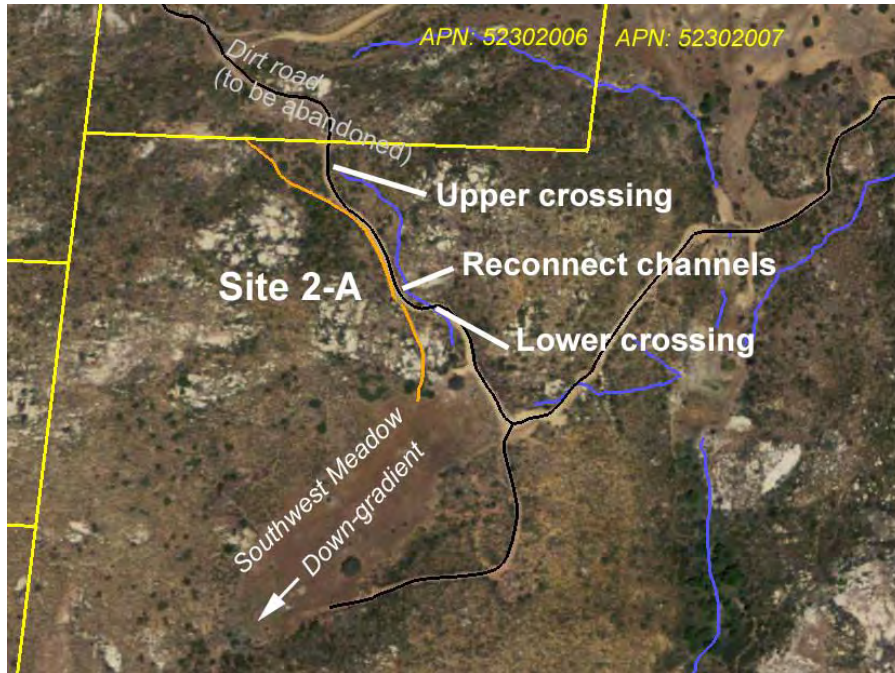 APN: 52302006
APN: 52302007
Dirt road
(to be abandoned)
Upper crossing
Reconnect channels
Site 2-A
Lower crossing
Southwest Meadow
Down-gradient